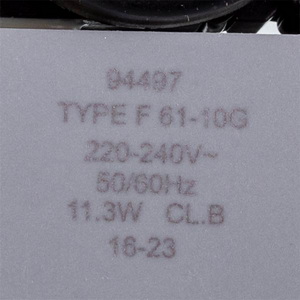 94497
TYPE F 61-10G
220-240V~
50/60Hz
11.3W CL.B
16-23